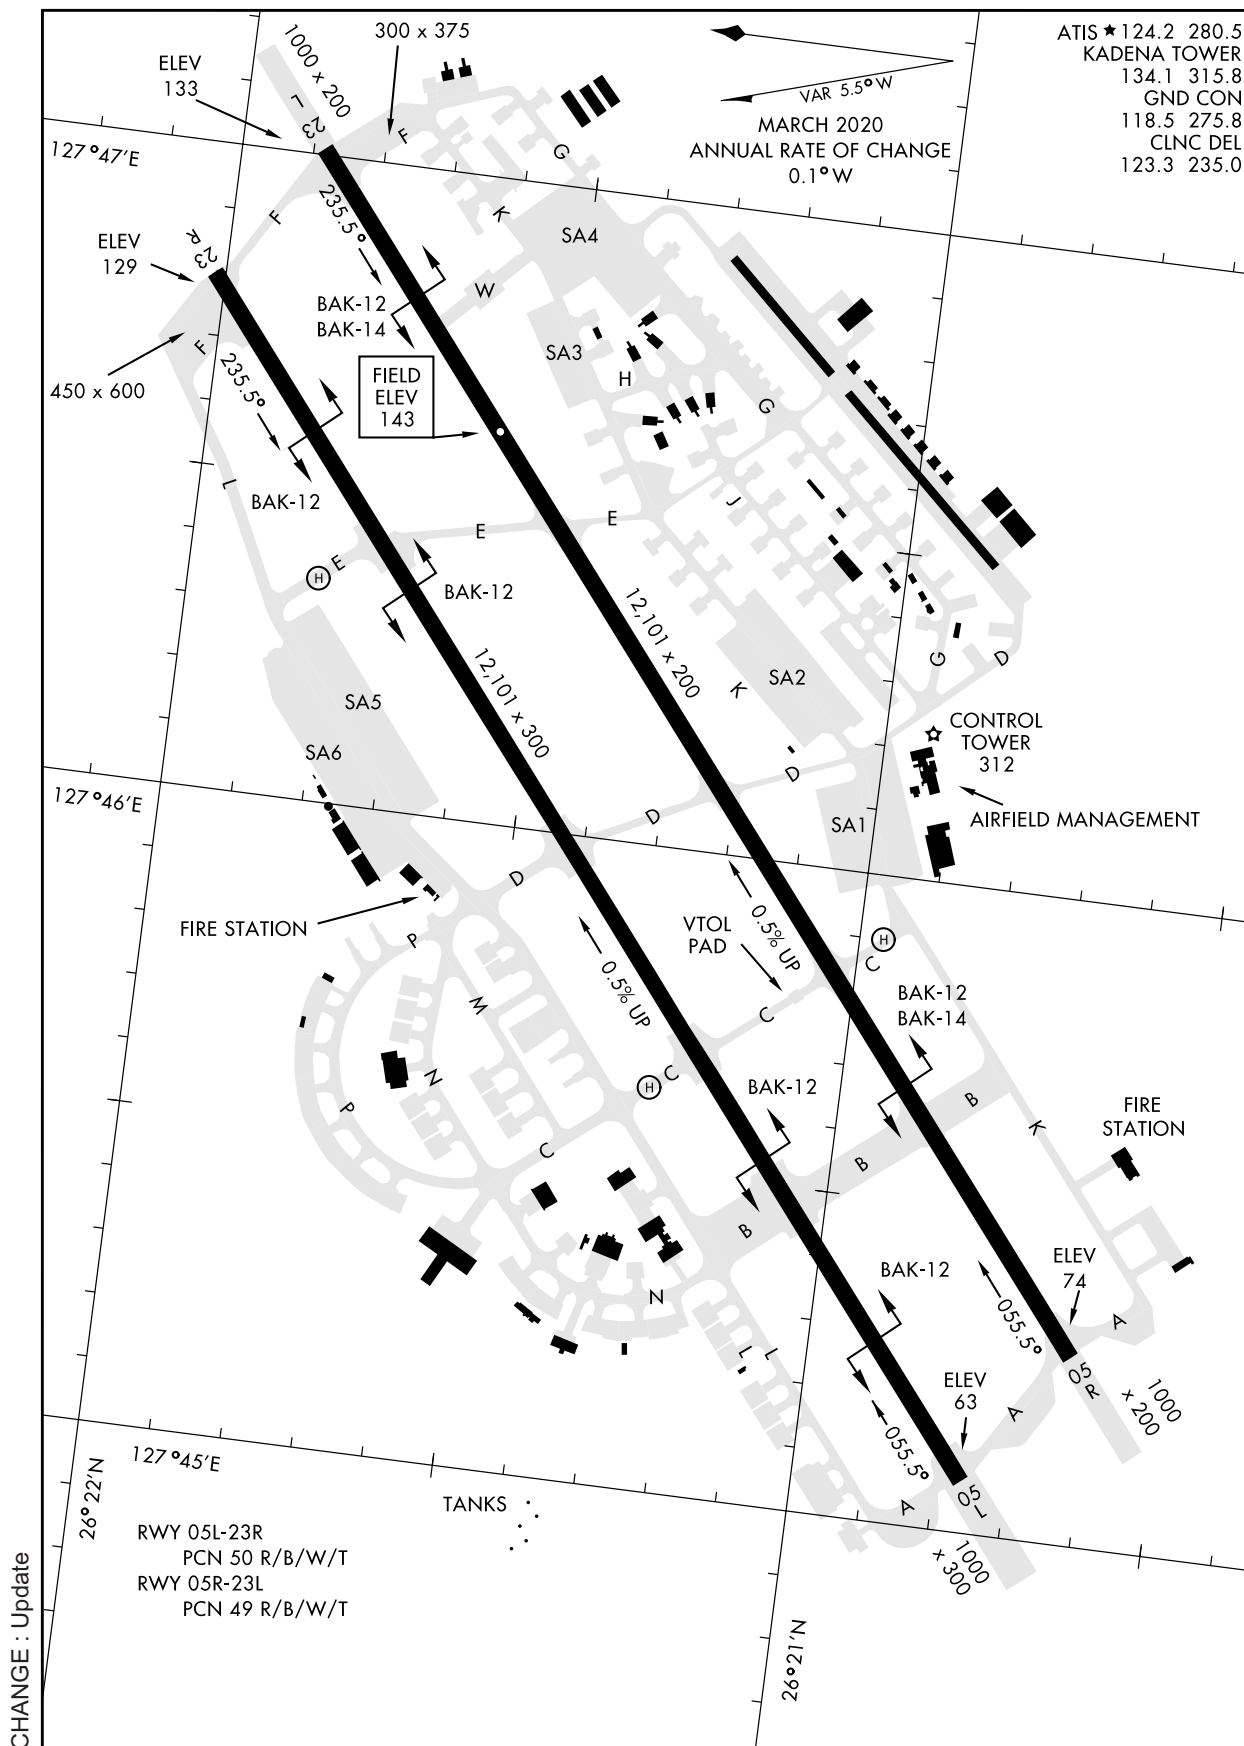 ATIS ★ 124.2 280.5
KADENA TOWER
134.1 315.8
GND CON
118.5 275.8
CLNC DEL
123.3 235.0
VAR 5.5° W
MARCH 2020
ANNUAL RATE OF CHANGE
0.1° W
300 x 375
1000 x 200
ELEV
133
127°47'E
23
L
F
G
F
235.5°
K
SA4
ELEV
129
23
R
W
BAK-12
BAK-14
F
450 x 600
235.5°
FIELD
ELEV
143
SA3
H
G
L
BAK-12
J
E
E
H
E
BAK-12
12,101 x 200
12,101 x 300
K
SA2
G
D
SA5
SA6
CONTROL
TOWER
312
D
127°46'E
D
SA1
AIRFIELD MANAGEMENT
D
FIRE STATION
P
VTOL
PAD
0.5% UP
0.5% UP
H
C
BAK-12
BAK-14
M
C
N
H
C
BAK-12
P
B
K
FIRE
STATION
C
B
B
BAK-12
ELEV
74
N
055.5°
A
L
L
05
R
1000
x 200
ELEV
63
A
055.5°
A
05
L
1000
x 300
127°45'E
26°22'N
TANKS
RWY 05L-23R
PCN 50 R/B/W/T
RWY 05R-23L
PCN 49 R/B/W/T
26°21'N
CHANGE : Update